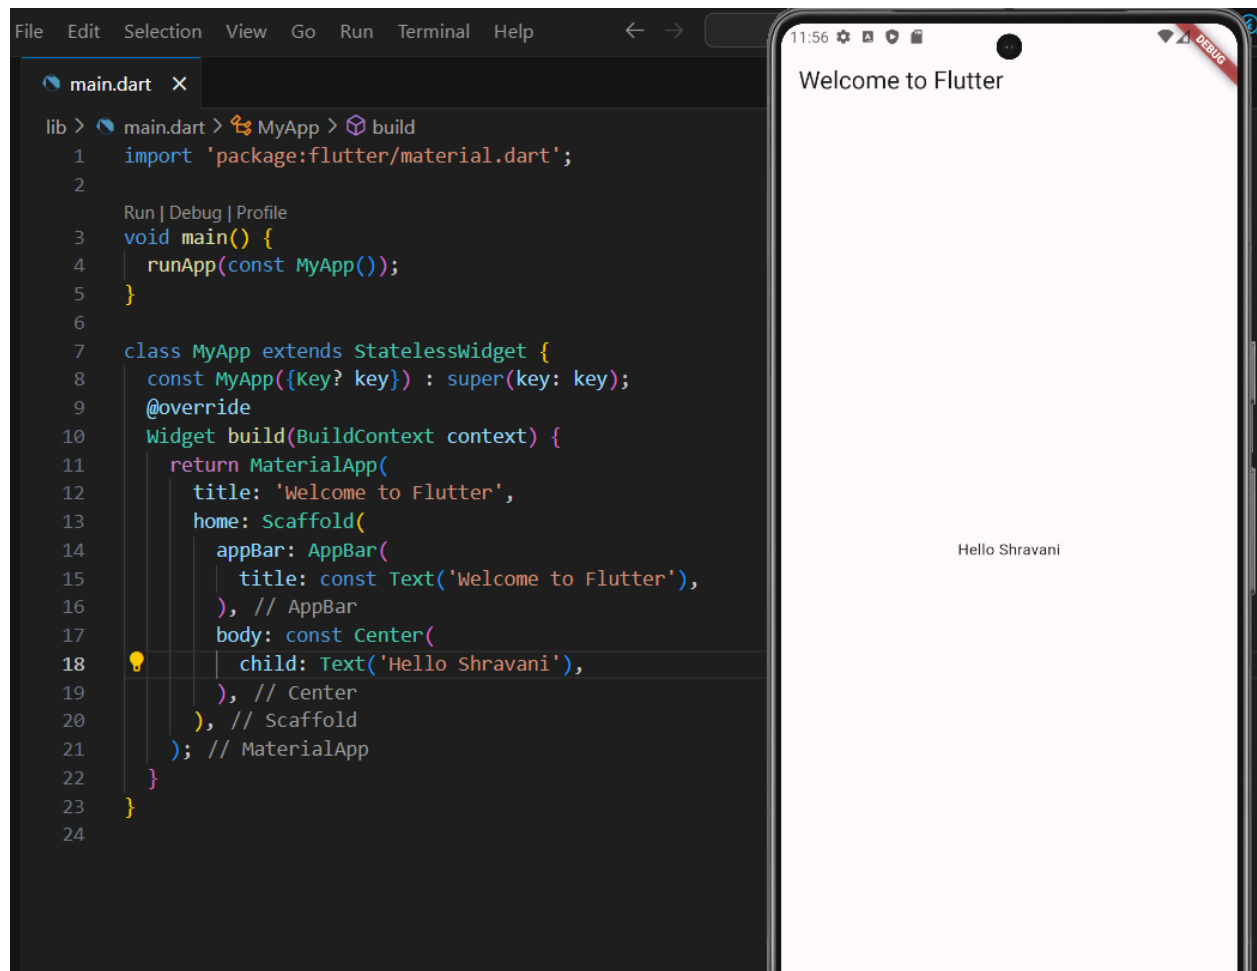 File Edit Selection View Go Run Terminal Help
main.dart
lib > main.dart > MyApp > build
1 import 'package:flutter/material.dart';
2
Run | Debug | Profile
3 void main() {
4   runApp(const MyApp());
5 }
6
7 class MyApp extends StatelessWidget {
8   const MyApp({Key? key}) : super(key: key);
9   @override
10   Widget build(BuildContext context) {
11     return MaterialApp(
12       title: 'Welcome to Flutter',
13       home: Scaffold(
14         appBar: AppBar(
15           title: const Text('Welcome to Flutter'),
16         ), // AppBar
17         body: const Center(
18           child: Text('Hello Shravani'),
19         ), // Center
20       ), // Scaffold
21     ); // MaterialApp
22   }
23 }
24
11:56
DEBUG
Welcome to Flutter
Hello Shravani